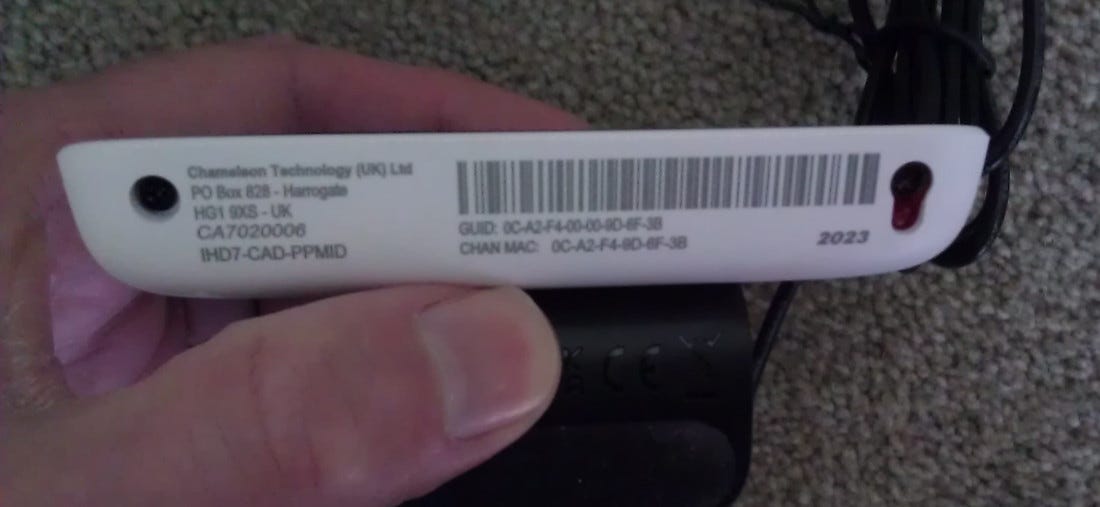 Chameleon Technology (UK) Ltd
PO Box 828 - Harrogate
HG1 9XS - UK
CA7020006
IHD7-CAD-PPMID
GUID: 0C-A2-F4-00-00-9D-6F-3B
CHAN MAC: 0C-A2-F4-9D-6F-3B
2023
CE